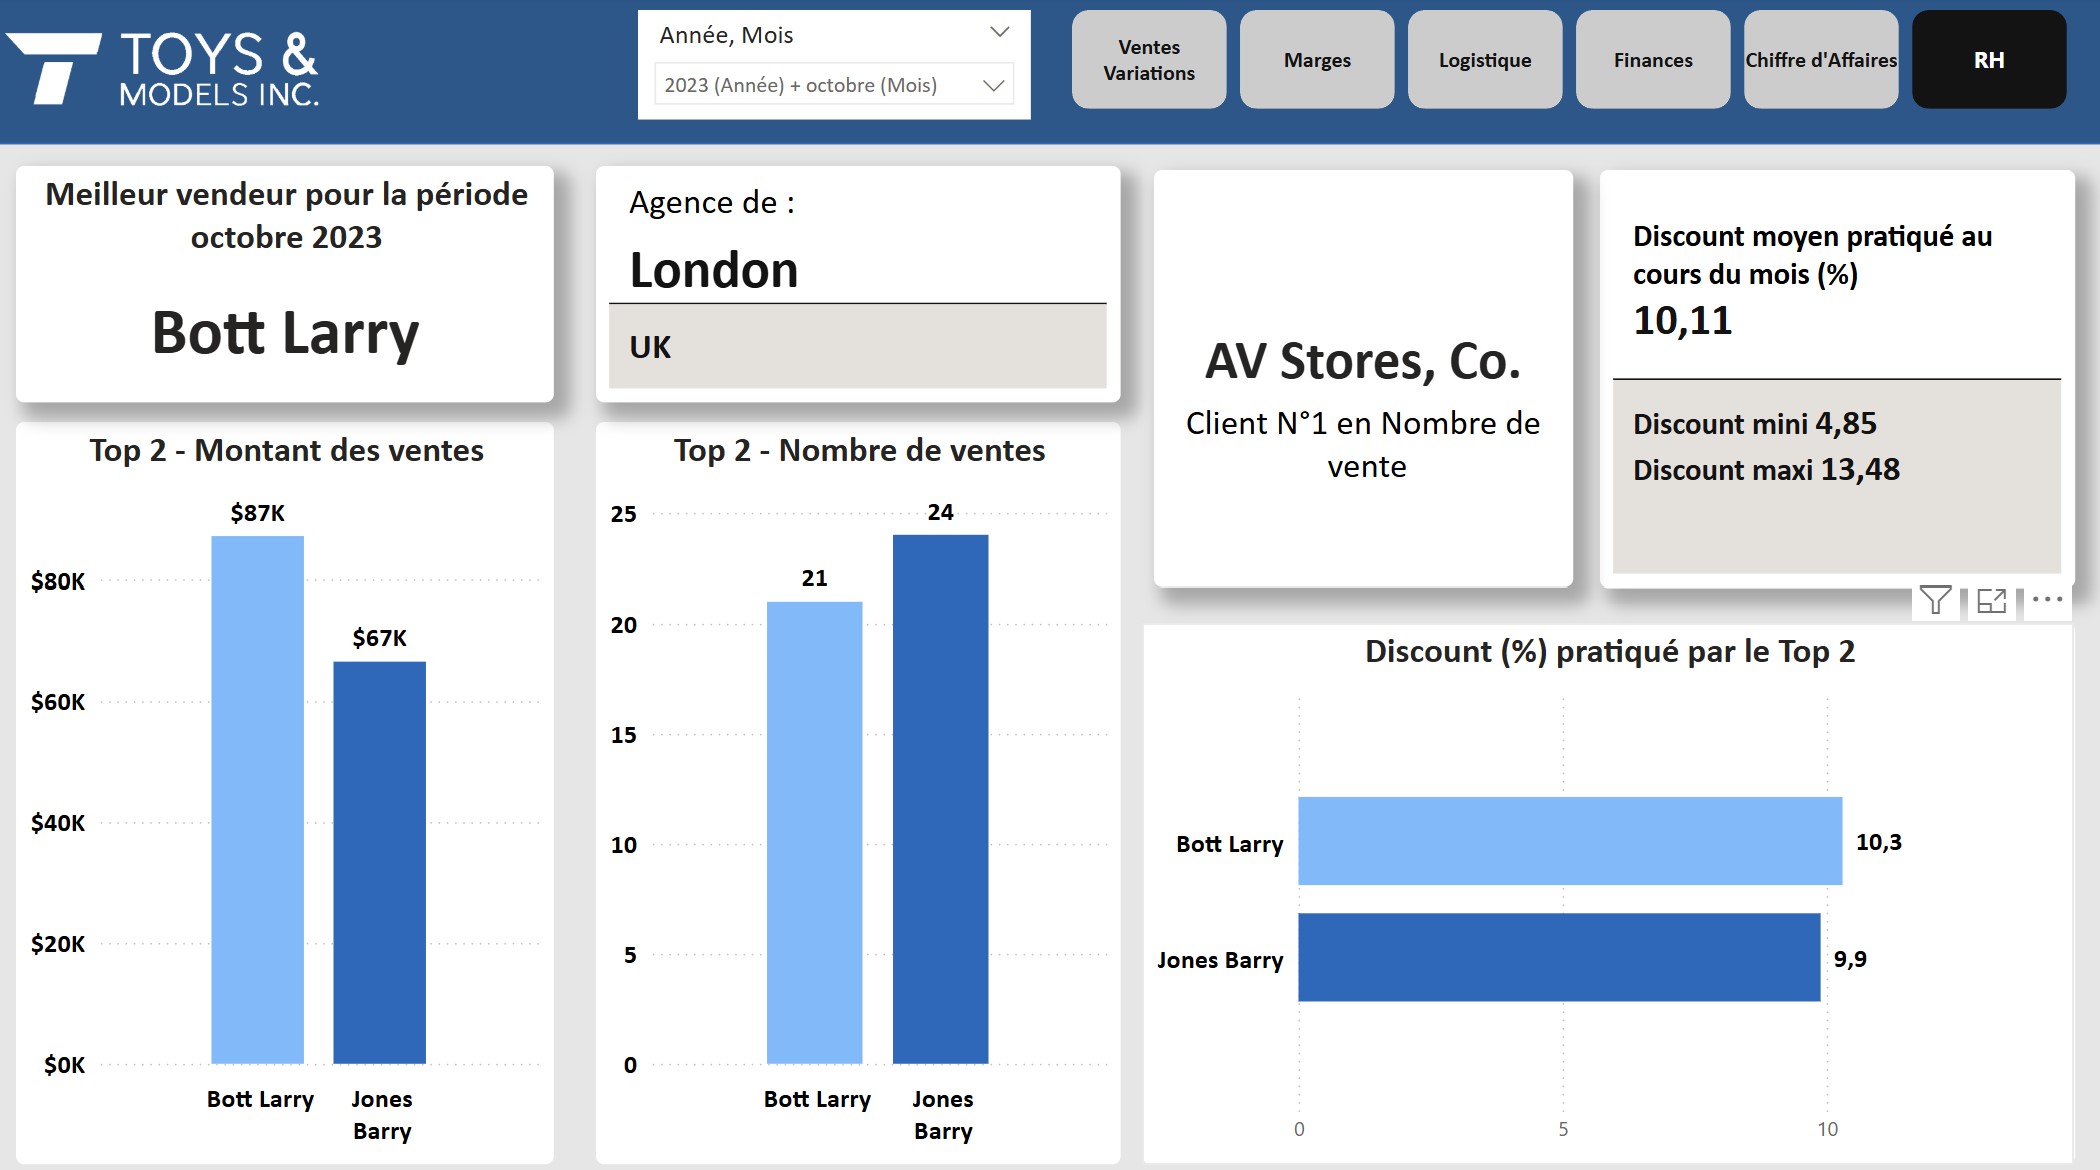 TOYS &
MODELS INC.
Année, Mois
2023 (Année) + octobre (Mois)
Ventes
Variations
Marges
Logistique
Finances
Chiffre d'Affaires
RH
Meilleur vendeur pour la période
octobre 2023
Bott Larry
Agence de :
London
UK
AV Stores, Co.
Client N°1 en Nombre de
vente
Discount moyen pratiqué au
cours du mois (%)
10,11
Discount mini 4,85
Discount maxi 13,48
Top 2 - Montant des ventes
$87K
$67K
$80K
$60K
$40K
$20K
$0K
Bott Larry
Jones
Barry
Top 2 - Nombre de ventes
25
20
15
10
5
0
21
24
Bott Larry
Jones
Barry
Discount (%) pratiqué par le Top 2
Bott Larry
10,3
Jones Barry
9,9
0
5
10